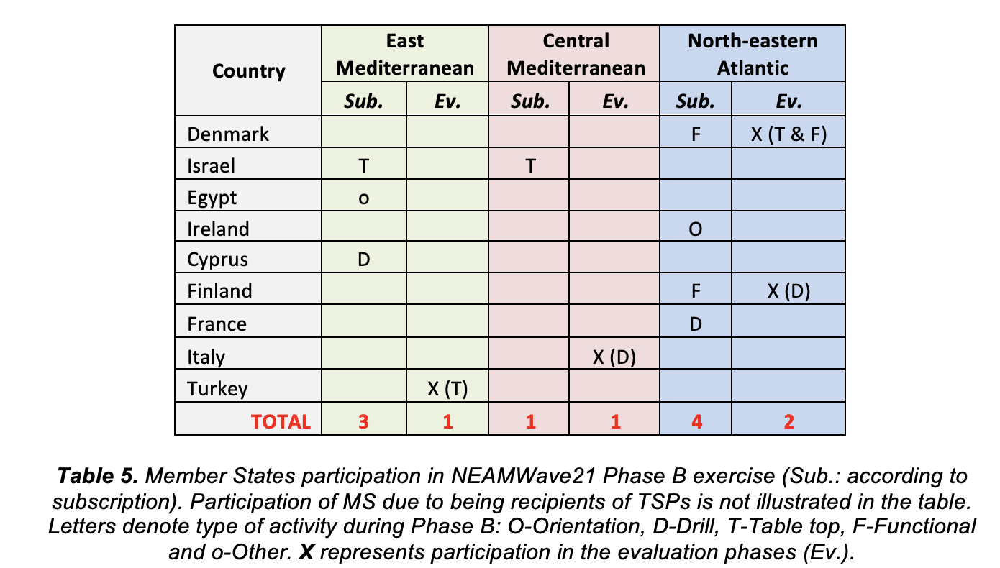 Country East Mediterranean Central Mediterranean North-eastern Atlantic
Sub. Ev. Sub. Ev. Sub. Ev.
Denmark F X (T & F)
Israel T T
Egypt o
Ireland O
Cyprus D
Finland F X (D)
France D
Italy X (D)
Turkey X (T)
TOTAL 3 1 1 1 4 2
Table 5. Member States participation in NEAMWave21 Phase B exercise (Sub.: according to
subscription). Participation of MS due to being recipients of TSPs is not illustrated in the table.
Letters denote type of activity during Phase B: O-Orientation, D-Drill, T-Table top, F-Functional
and o-Other. X represents participation in the evaluation phases (Ev.).